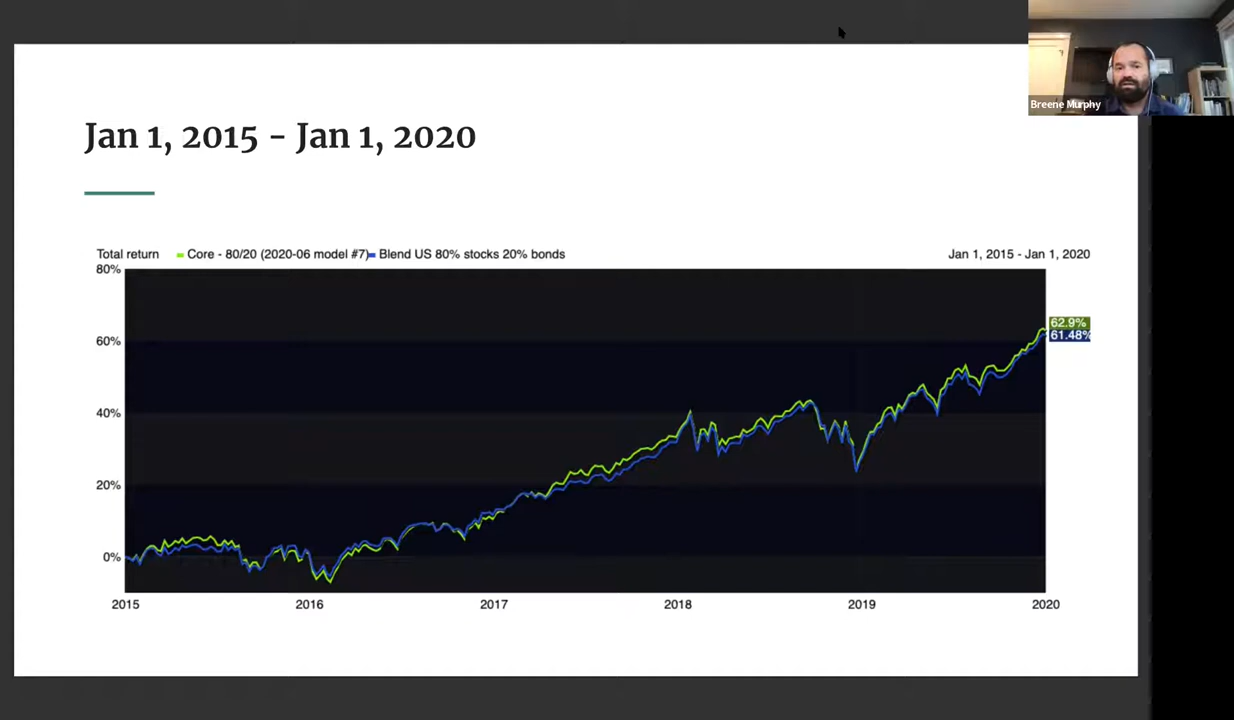 Breene Murphy
Jan 1, 2015 - Jan 1, 2020
Total return Core - 80/20 (2020-06 model #7) Blend US 80% stocks 20% bonds Jan 1, 2015 - Jan 1, 2020
80%
62.9%
61.48%
60%
40%
20%
0%
2015 2016 2017 2018 2019 2020